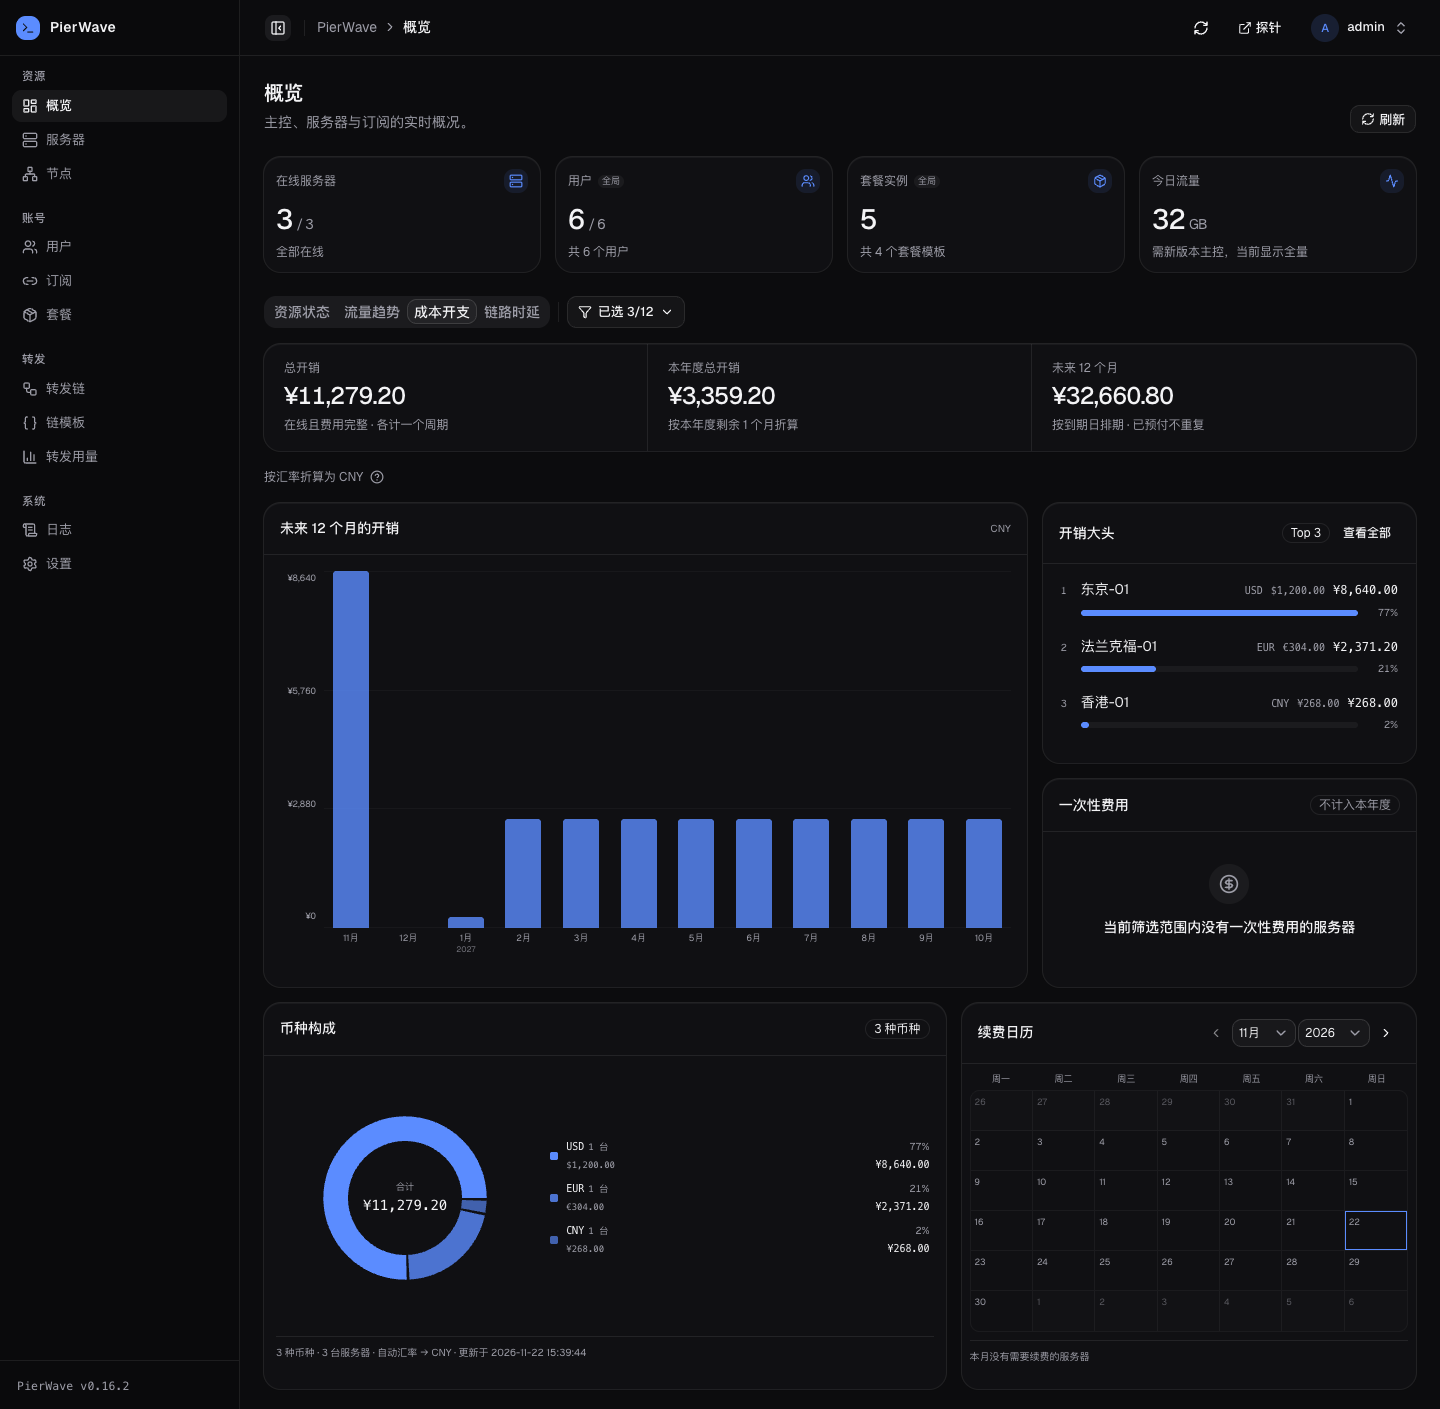 PierWave
资源
概览
服务器
节点
账号
用户
订阅
套餐
转发
转发链
链模板
转发用量
系统
日志
设置
PierWave v0.16.2
PierWave > 概览
探针
A admin
概览
主控、服务器与订阅的实时概况。
刷新
在线服务器
3 / 3
全部在线
用户 全局
6 / 6
共 6 个用户
套餐实例 全局
5
共 4 个套餐模板
今日流量
32 GB
需新版本主控，当前显示全量
资源状态 流量趋势 成本开支 链路时延
已选 3/12
总开销
¥11,279.20
在线且费用完整 · 各计一个周期
本年度总开销
¥3,359.20
按本年度剩余 1 个月折算
未来 12 个月
¥32,660.80
按到期日排期 · 已预付不重复
按汇率折算为 CNY
未来 12 个月的开销
CNY
¥8,640
¥5,760
¥2,880
¥0
11月 12月 1月 2月 3月 4月 5月 6月 7月 8月 9月 10月
2027
开销大头
Top 3
查看全部
1 东京-01 USD $1,200.00 ¥8,640.00
77%
2 法兰克福-01 EUR €304.00 ¥2,371.20
21%
3 香港-01 CNY ¥268.00 ¥268.00
2%
一次性费用
不计入本年度
当前筛选范围内没有一次性费用的服务器
币种构成
3 种币种
合计
¥11,279.20
USD 1 台 77%
$1,200.00 ¥8,640.00
EUR 1 台 21%
€304.00 ¥2,371.20
CNY 1 台 2%
¥268.00 ¥268.00
3 种币种 · 3 台服务器 · 自动汇率 → CNY · 更新于 2026-11-22 15:39:44
续费日历
11月
2026
周一 周二 周三 周四 周五 周六 周日
26 27 28 29 30 31 1
2 3 4 5 6 7 8
9 10 11 12 13 14 15
16 17 18 19 20 21 22
23 24 25 26 27 28 29
30 1 2 3 4 5 6
本月没有需要续费的服务器